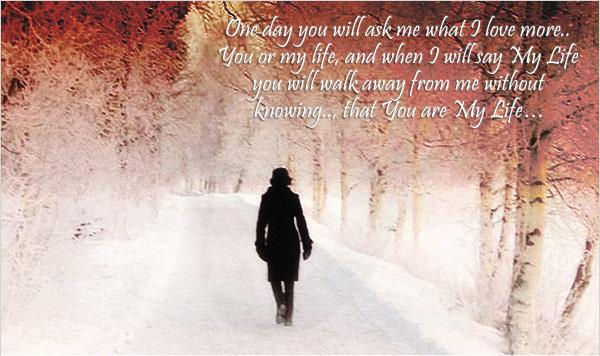 One day you will ask me what I love more..
You or my life, and when I will say My Life
you will walk away from me without
knowing.., that You are My Life...